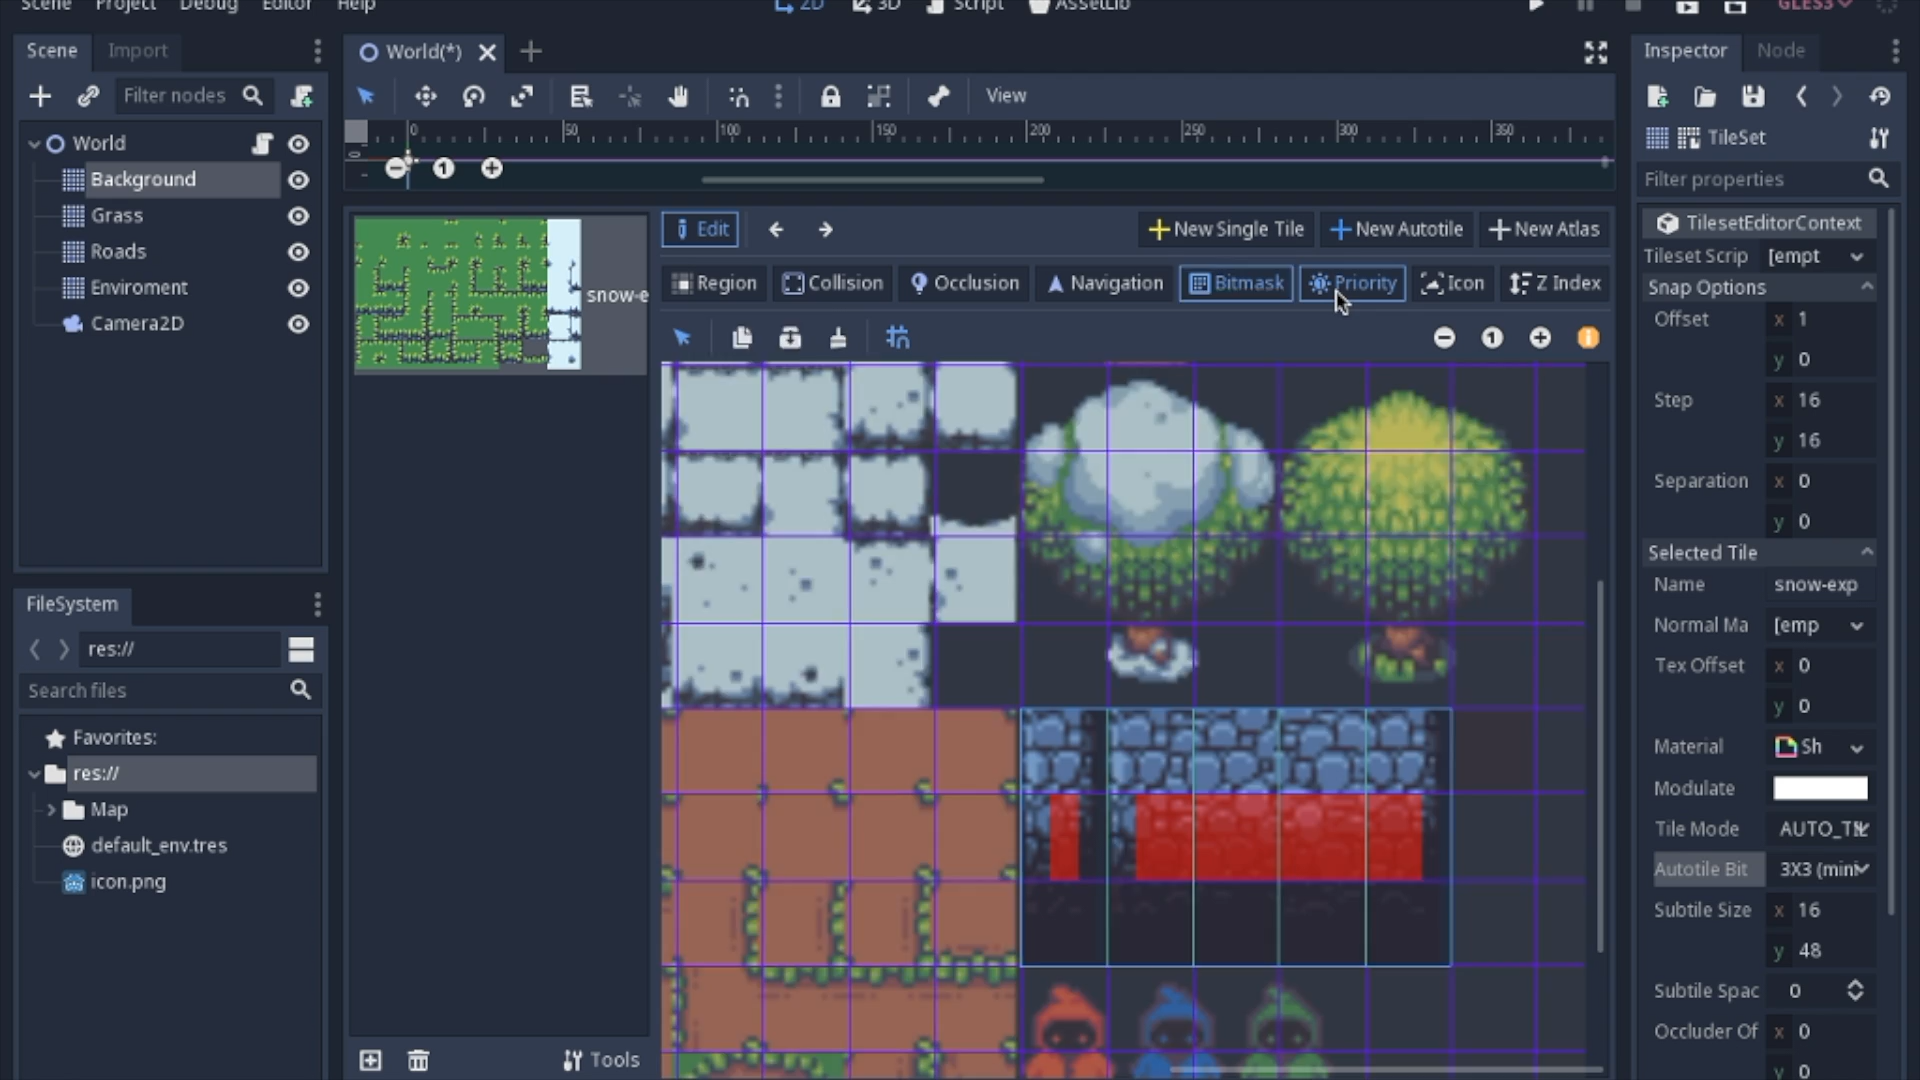 Scene Project Debug Editor Help
2D 3D Script AssetLib
GLES3
Scene Import
World(*)
Inspector Node
Filter nodes
View
World
Background
Grass
Roads
Enviroment
Camera2D
0 50 100 150 200 250 300 350
1
TileSet
Filter properties
snow-e
Edit
New Single Tile New Autotile New Atlas
Region Collision Occlusion Navigation Bitmask Priority Icon Z Index
1
TilesetEditorContext
Tileset Scrip [empt
Snap Options
Offset x 1
y 0
Step x 16
y 16
Separation x 0
y 0
Selected Tile
Name snow-exp
Normal Ma [emp
Tex Offset x 0
y 0
Material Sh
Modulate
Tile Mode AUTO_T
Autotile Bit 3X3 (mini
Subtile Size x 16
y 48
Subtile Spac 0
Occluder Of x 0
y 0
FileSystem
res://
Search files
Favorites:
res://
Map
default_env.tres
icon.png
Tools